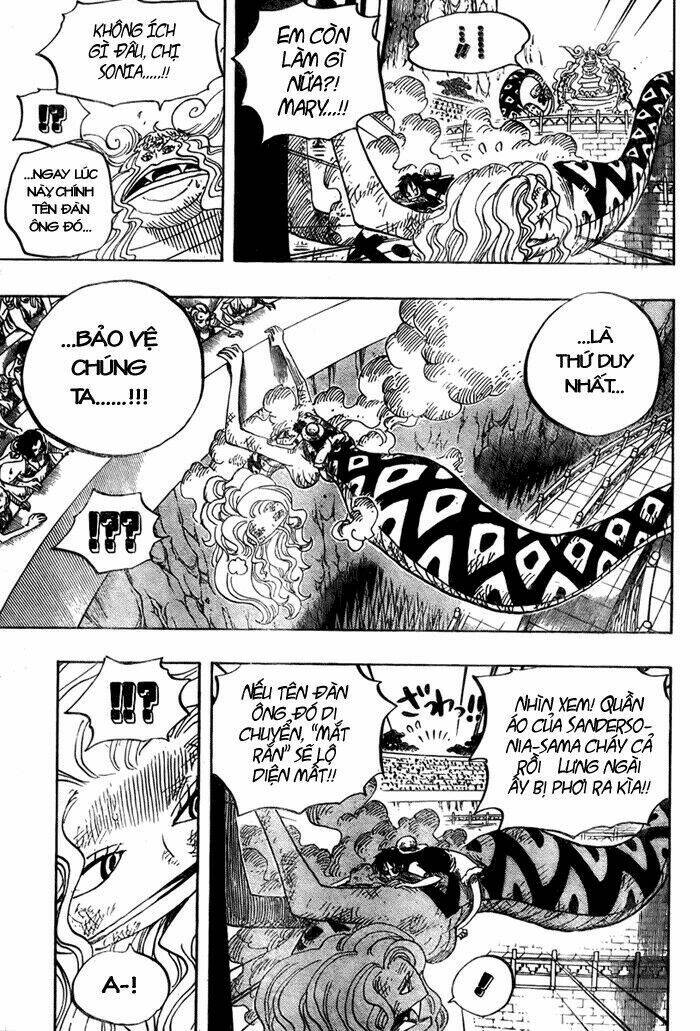 !!
EM CÒN
LÀM GÌ
NỮA?!
MARY...!!
KHÔNG ÍCH
GÌ ĐÂU, CHỊ
SONIA.....!!
!?
...NGAY LÚC
NÀY, CHÍNH
TÊN ĐÀN
ÔNG ĐÓ...
...LÀ
THỨ DUY
NHẤT...
...BẢO VỆ
CHÚNG
TA......!!!
!??
NHÌN XEM! QUẦN
ÁO CỦA SANDERSO-
NIA-SAMA CHÁY CẢ
RỒI LƯNG NGÀI
ẤY BỊ PHƠI RA KÌA!!
ざわっ
!!
NẾU TÊN ĐÀN
ÔNG ĐÓ DI
CHUYỂN, "MẮT
RẮN" SẼ LỘ
DIỆN MẤT!!
!
!!?
A-!